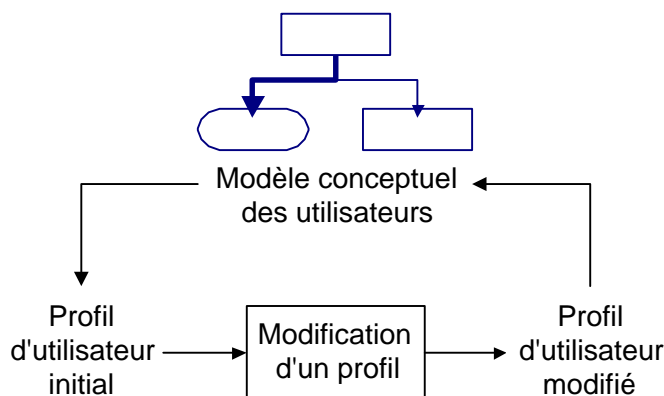 Modèle conceptuel
des utilisateurs
Profil
d'utilisateur
initial
Modification
d'un profil
Profil
d'utilisateur
modifié